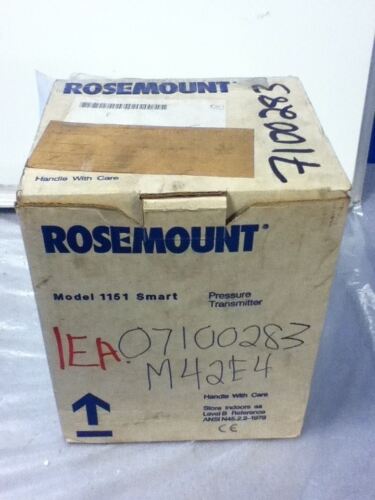 ROSEMOUNT®
Handle With Care
7100283
ROSEMOUNT®
Model 1151 Smart
Pressure
Transmitter
1EA. 07100283
M42E4
Handle With Care
Store Indoors as
Level B Reference
ANSI N45.2.2-1978
CE